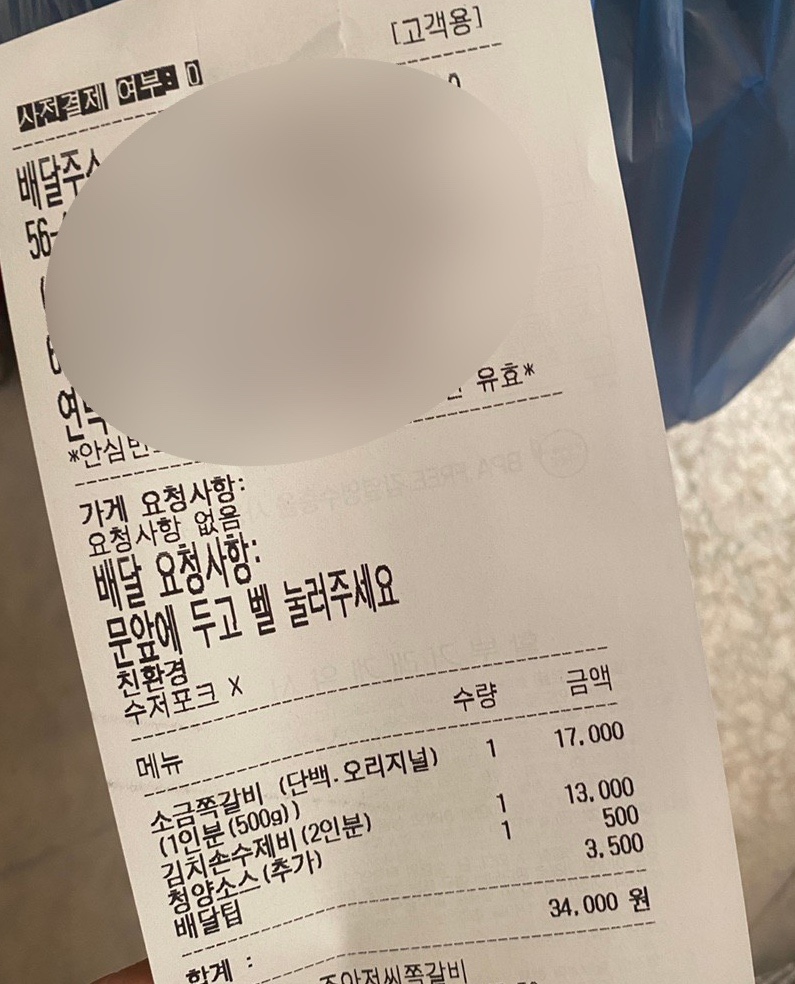 [고객용]
사전결제 여부: 0
배달주소
56-
*안심번
유효*
가게 요청사항:
요청사항 없음
배달 요청사항:
문앞에 두고 벨 눌러주세요
친환경
수저포크 X
메뉴 수량 금액
소금쪽갈비 (단백.오리지널) 1 17,000
(1인분(500g))
김치손수제비(2인분) 1 13,000
청양소스(추가) 1 500
배달팁 3,500
합계 : 34,000 원